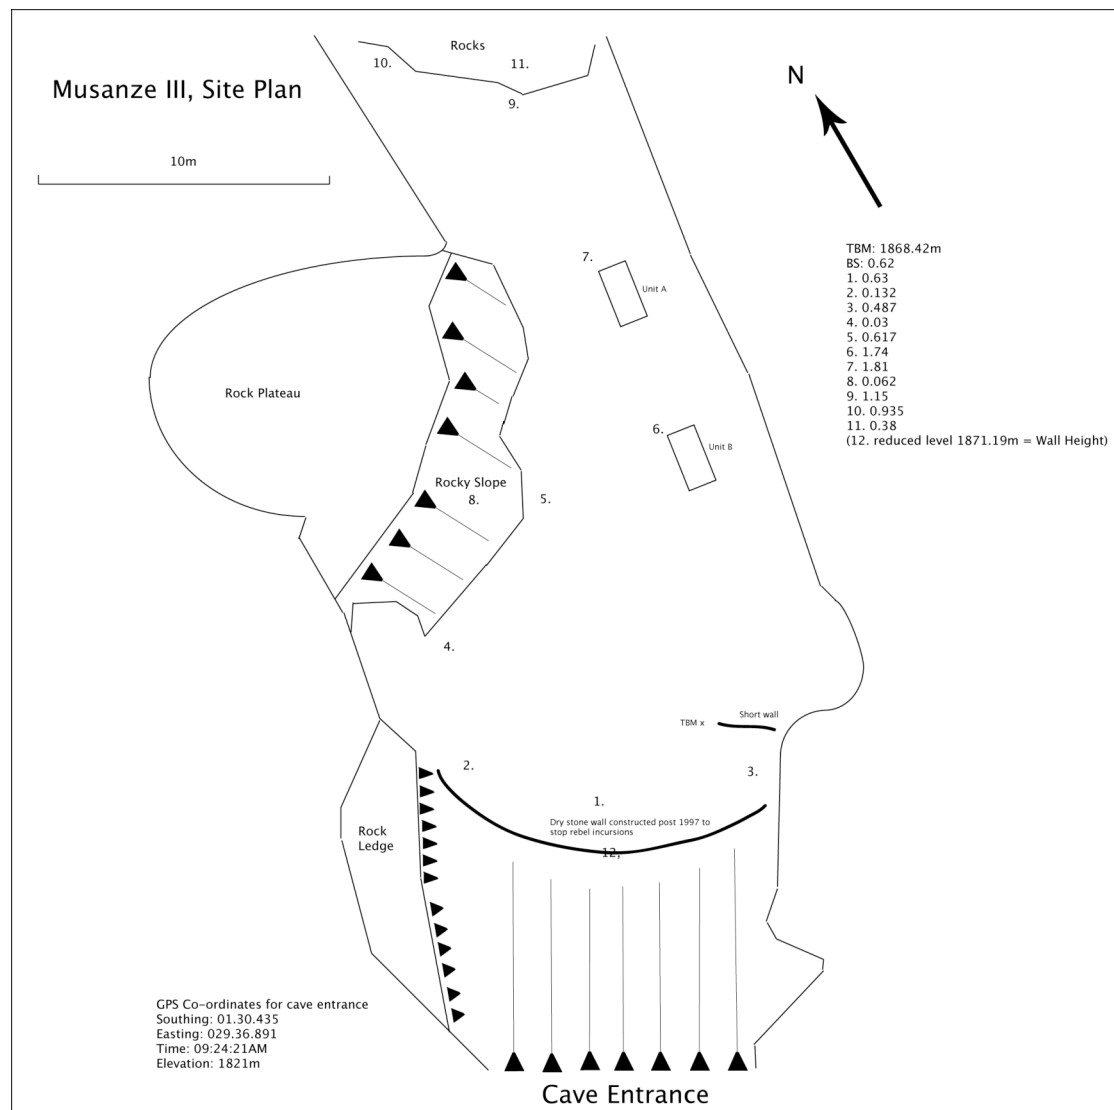 Rocks
10.
11.
9.
Musanze III, Site Plan
N
10m
TBM: 1868.42m
BS: 0.62
1. 0.63
2. 0.132
3. 0.487
4. 0.03
5. 0.617
6. 1.74
7. 1.81
8. 0.062
9. 1.15
10. 0.935
11. 0.38
(12. reduced level 1871.19m = Wall Height)
7.
Unit A
Rock Plateau
6.
Unit B
Rocky Slope
8.
5.
4.
Short wall
TBM x
2.
3.
1.
Dry stone wall constructed post 1997 to
stop rebel incursions
12,
Rock
Ledge
GPS Co-ordinates for cave entrance
Southing: 01.30.435
Easting: 029.36.891
Time: 09:24:21AM
Elevation: 1821m
Cave Entrance